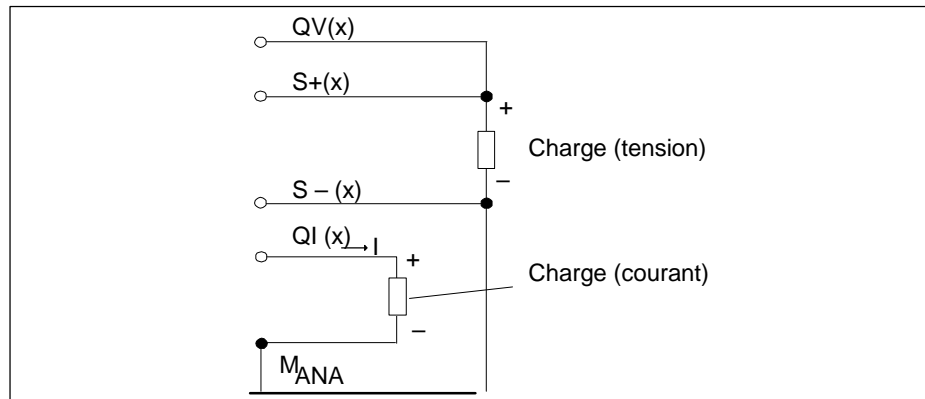 QV(x)
S+(x)
+
Charge (tension)
–
S – (x)
QI (x) I
+
Charge (courant)
–
MANA